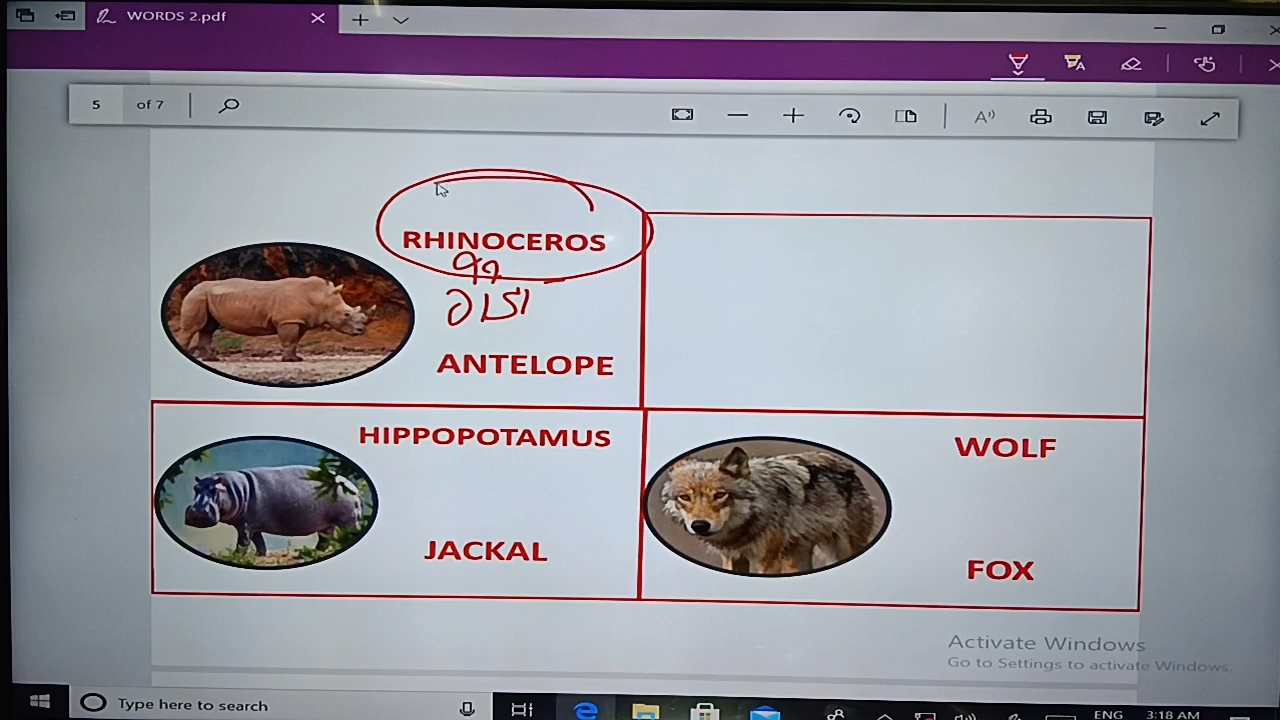 WORDS 2.pdf
5 of 7
RHINOCEROS
ANTELOPE
HIPPOPOTAMUS
JACKAL
WOLF
FOX
Activate Windows
Go to Settings to activate Windows.
Type here to search
ENG 3:18 AM